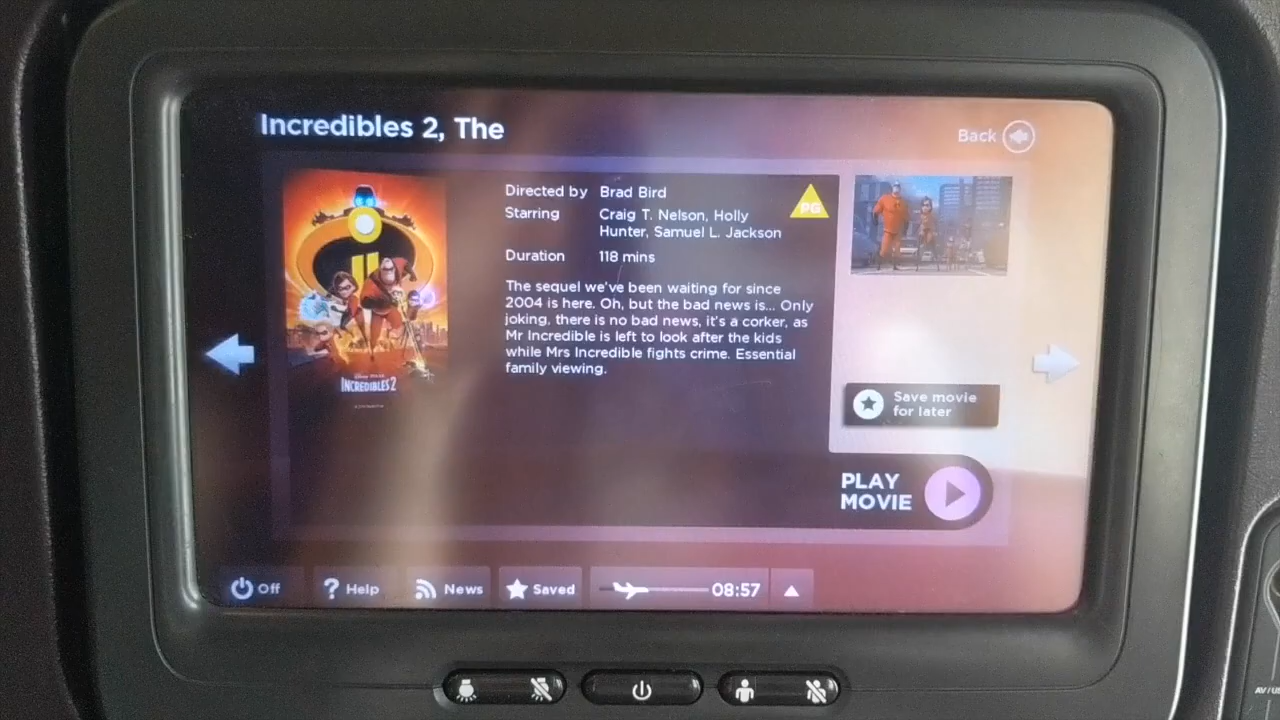 Incredibles 2, The
Back
Directed by Brad Bird
Starring Craig T. Nelson, Holly
Hunter, Samuel L. Jackson
Duration 118 mins
PG
The sequel we've been waiting for since
2004 is here. Oh, but the bad news is... Only
joking, there is no bad news, it's a corker, as
Mr Incredible is left to look after the kids
while Mrs Incredible fights crime. Essential
family viewing.
INCREDIBLES 2
Save movie
for later
PLAY
MOVIE
Off
? Help
News
Saved
08:57